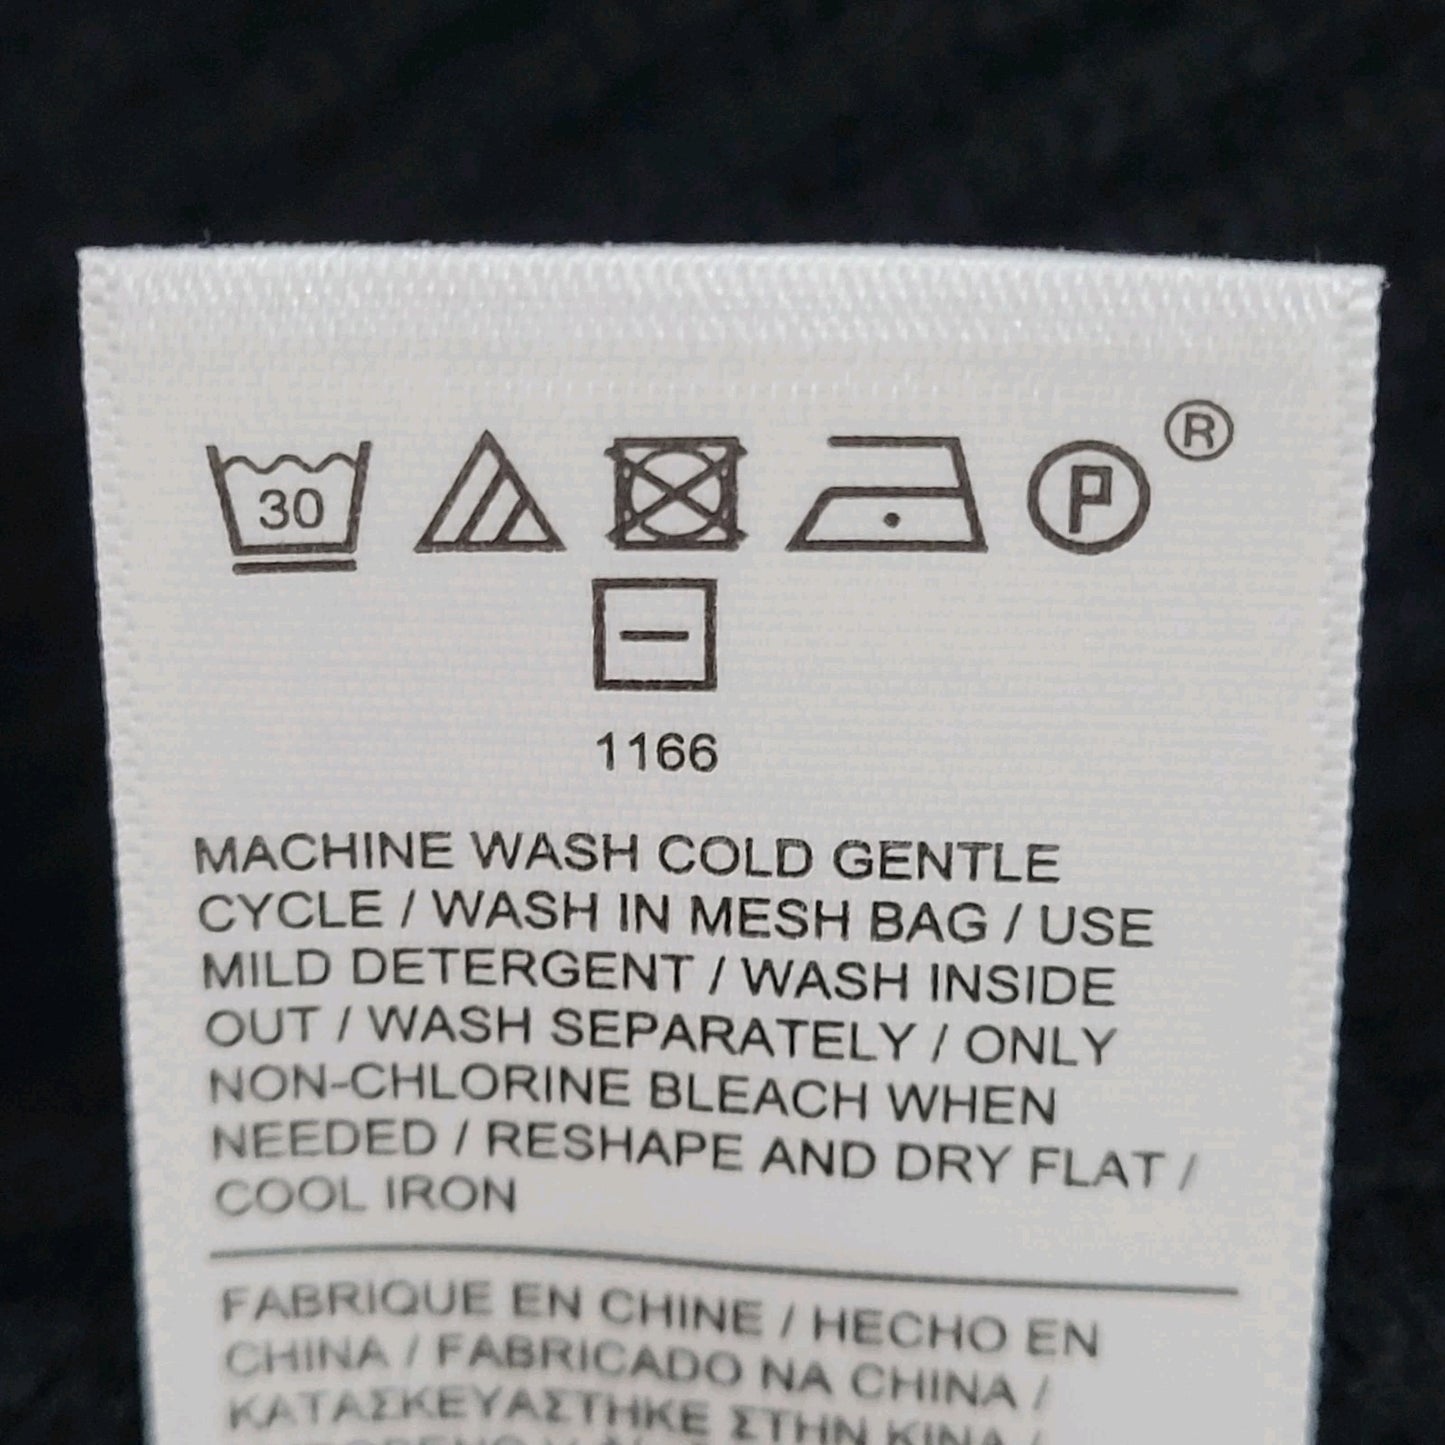 30 P ®
1166
MACHINE WASH COLD GENTLE
CYCLE / WASH IN MESH BAG / USE
MILD DETERGENT / WASH INSIDE
OUT / WASH SEPARATELY / ONLY
NON-CHLORINE BLEACH WHEN
NEEDED / RESHAPE AND DRY FLAT /
COOL IRON
FABRIQUE EN CHINE / HECHO EN
CHINA / FABRICADO NA CHINA /
ΚΑΤΑΣΚΕΥΑΣΤΗΚΕ ΣΤΗΝ ΚΙΝΑ /